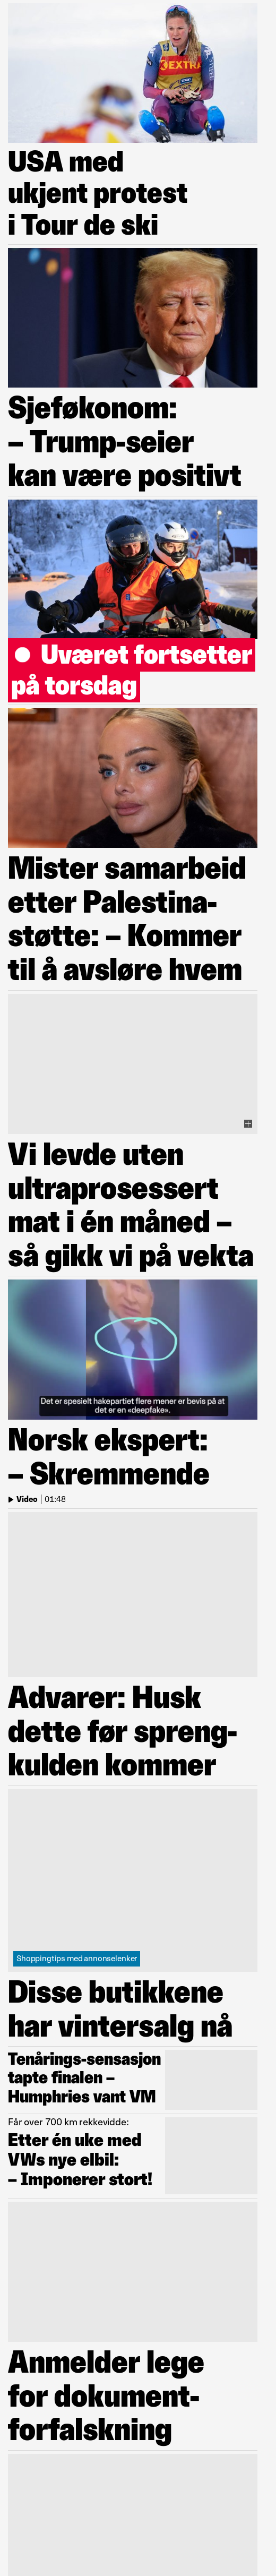 EXTRA
USA med
ukjent protest
i Tour de ski
Sjeføkonom:
– Trump-seier
kan være positivt
Uværet fortsetter
på torsdag
Mister samarbeid
etter Palestina-
støtte: – Kommer
til å avsløre hvem
Vi levde uten
ultraprosessert
mat i én måned –
så gikk vi på vekta
Det er spesielt hakepartiet flere mener er bevis på at
det er en «deepfake».
Norsk ekspert:
– Skremmende
Video | 01:48
Advarer: Husk
dette før spreng-
kulden kommer
Shoppingtips med annonselenker
Disse butikkene
har vintersalg nå
Tenårings-sensasjon
tapte finalen –
Humphries vant VM
Får over 700 km rekkevidde:
Etter én uke med
VWs nye elbil:
– Imponerer stort!
Anmelder lege
for dokument-
forfalskning